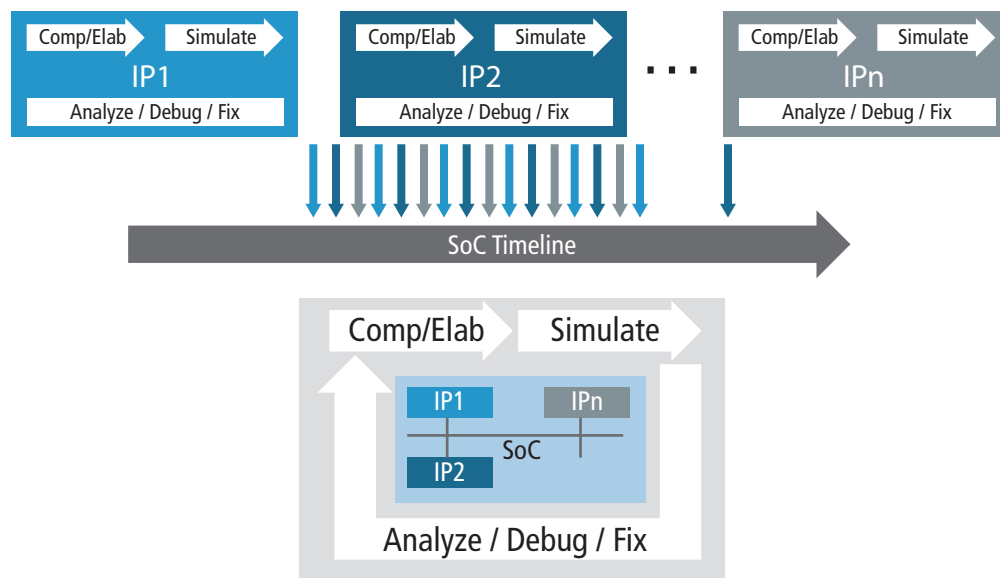 Comp/Elab Simulate
IP1
Analyze / Debug / Fix
Comp/Elab Simulate
IP2
Analyze / Debug / Fix
...
Comp/Elab Simulate
IPn
Analyze / Debug / Fix
SoC Timeline
Comp/Elab Simulate
IP1 IPn
SoC
IP2
Analyze / Debug / Fix